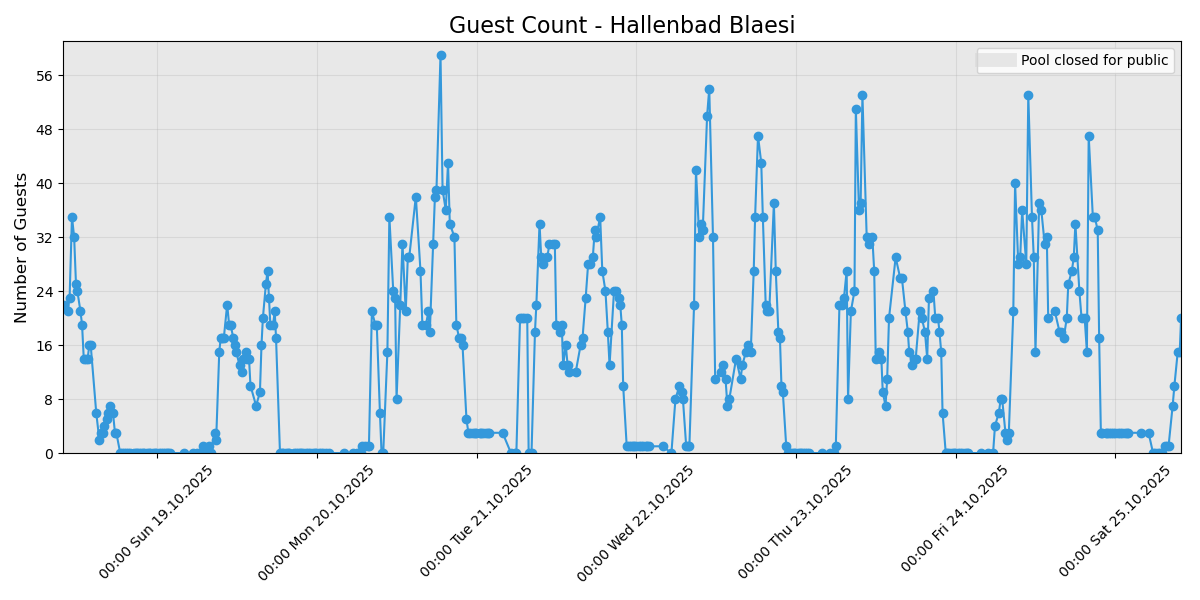 Guest Count - Hallenbad Blaesi
Pool closed for public
Number of Guests
56
48
40
32
24
16
8
0
00:00 Sun 19.10.2025
00:00 Mon 20.10.2025
00:00 Tue 21.10.2025
00:00 Wed 22.10.2025
00:00 Thu 23.10.2025
00:00 Fri 24.10.2025
00:00 Sat 25.10.2025